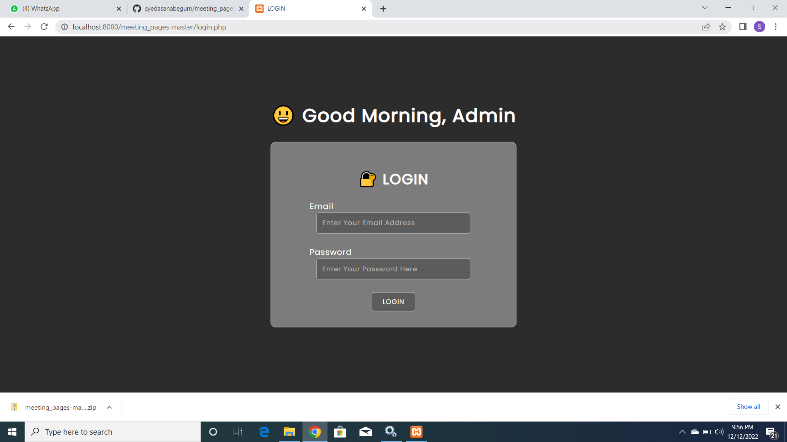 (4) WhatsApp
syedasanabegum/meeting_page
LOGIN
localhost:8080/meeting_pages-master/login.php
S
Good Morning, Admin
LOGIN
Email
Enter Your Email Address
Password
Enter Your Password Here
LOGIN
meeting_pages-ma....zip
Show all
Type here to search
9:56 PM
12/12/2022
21